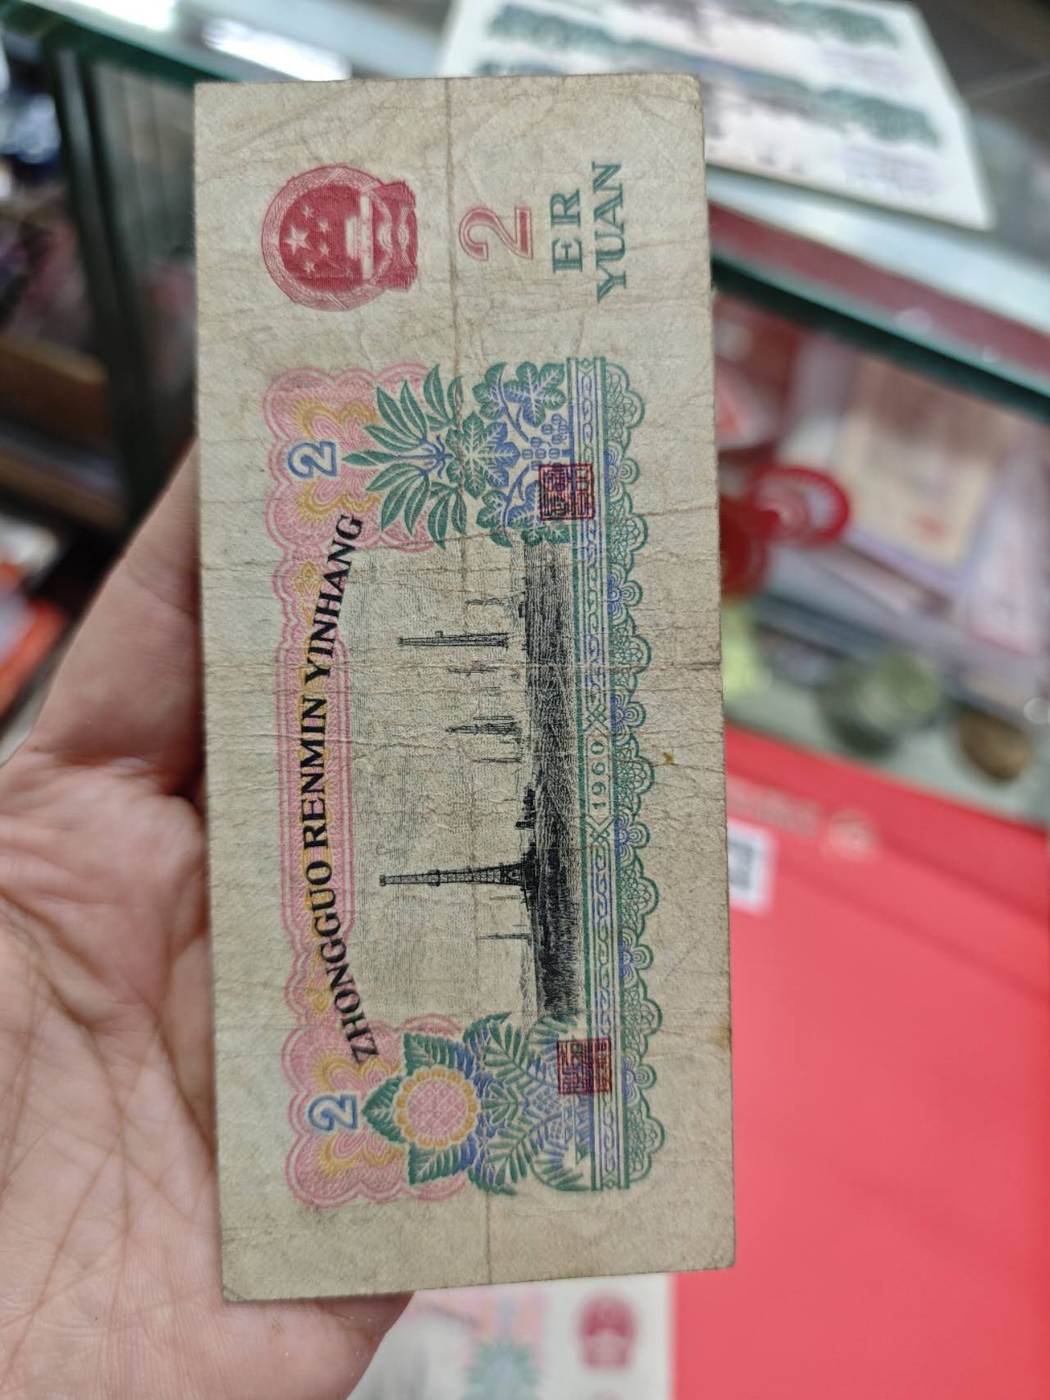 ZHONGGUO RENMIN YINHANG
2
2
2
ER
YUAN
1960